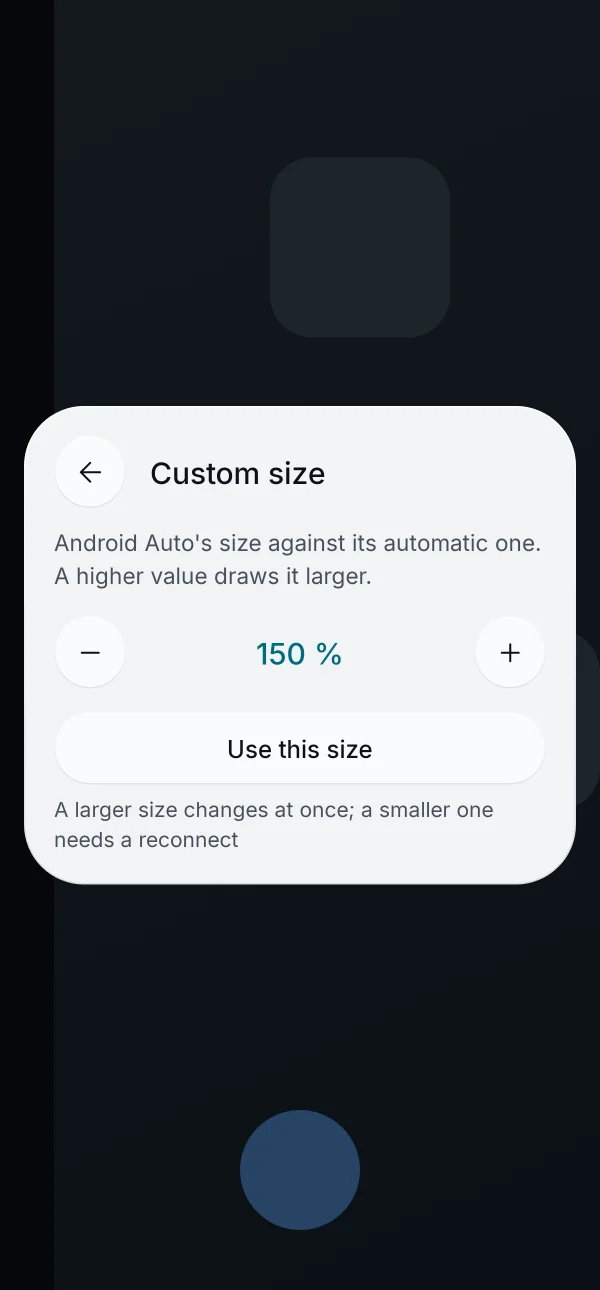 Custom size
Android Auto's size against its automatic one.
A higher value draws it larger.
150 %
Use this size
A larger size changes at once; a smaller one
needs a reconnect